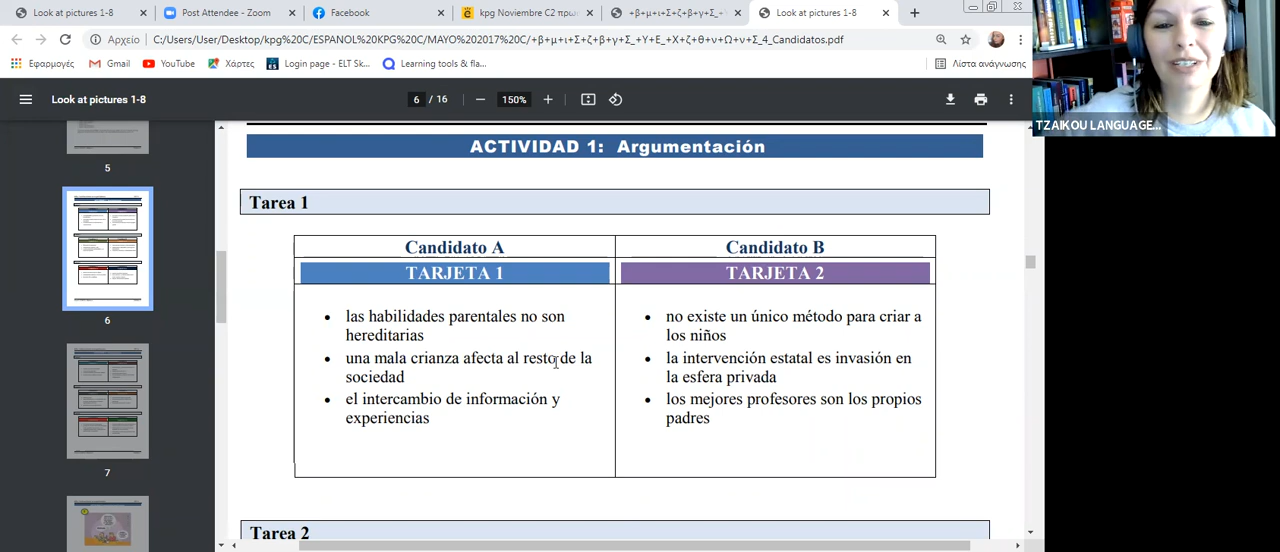 Look at pictures 1-8
Post Attendee - Zoom
Facebook
kpg Noviembre C2 πρω
+β+μ+ι+Σ+ζ+β+γ+Σ_+
Look at pictures 1-8
Αρχείο
C:/Users/User/Desktop/kpg%20C/ESPANOL%20KPG%20C/MAYO%202017%20C/+β+μ+ι+Σ+ζ+β+γ+Σ_+Υ+Ε_+Χ+ζ+θ+ν+Ω+ν+Σ_4_Candidatos.pdf
Εφαρμογές
Gmail
YouTube
Χάρτες
Login page - ELT Sk...
Learning tools & fla...
Λίστα ανάγνωσης
Look at pictures 1-8
6 / 16
150%
TZAIKOU LANGUAGE...
5
6
7
ACTIVIDAD 1: Argumentación
Tarea 1
Candidato A
TARJETA 1
• las habilidades parentales no son
hereditarias
• una mala crianza afecta al resto de la
sociedad
• el intercambio de información y
experiencias
Candidato B
TARJETA 2
• no existe un único método para criar a
los niños
• la intervención estatal es invasión en
la esfera privada
• los mejores profesores son los propios
padres
Tarea 2